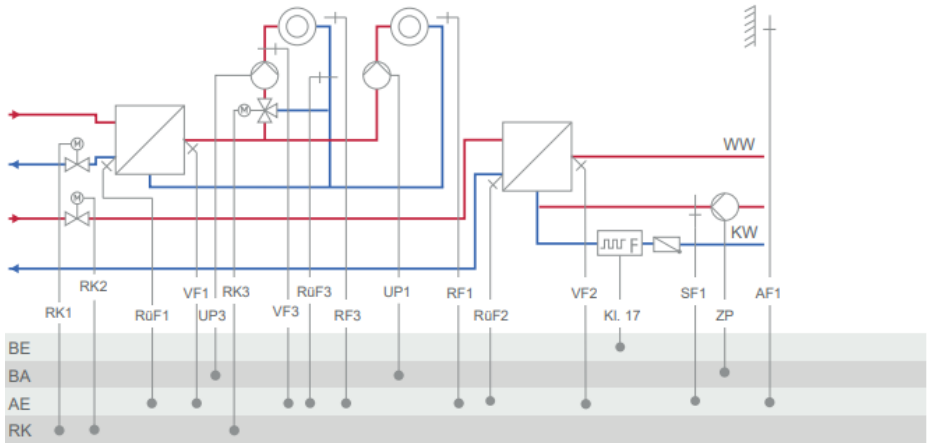 M
M
M
WW
F
KW
RK1
RK2
RüF1
VF1
UP3
RK3
VF3
RüF3
RF3
UP1
RF1
RüF2
VF2
Kl. 17
SF1
ZP
AF1
BE
BA
AE
RK